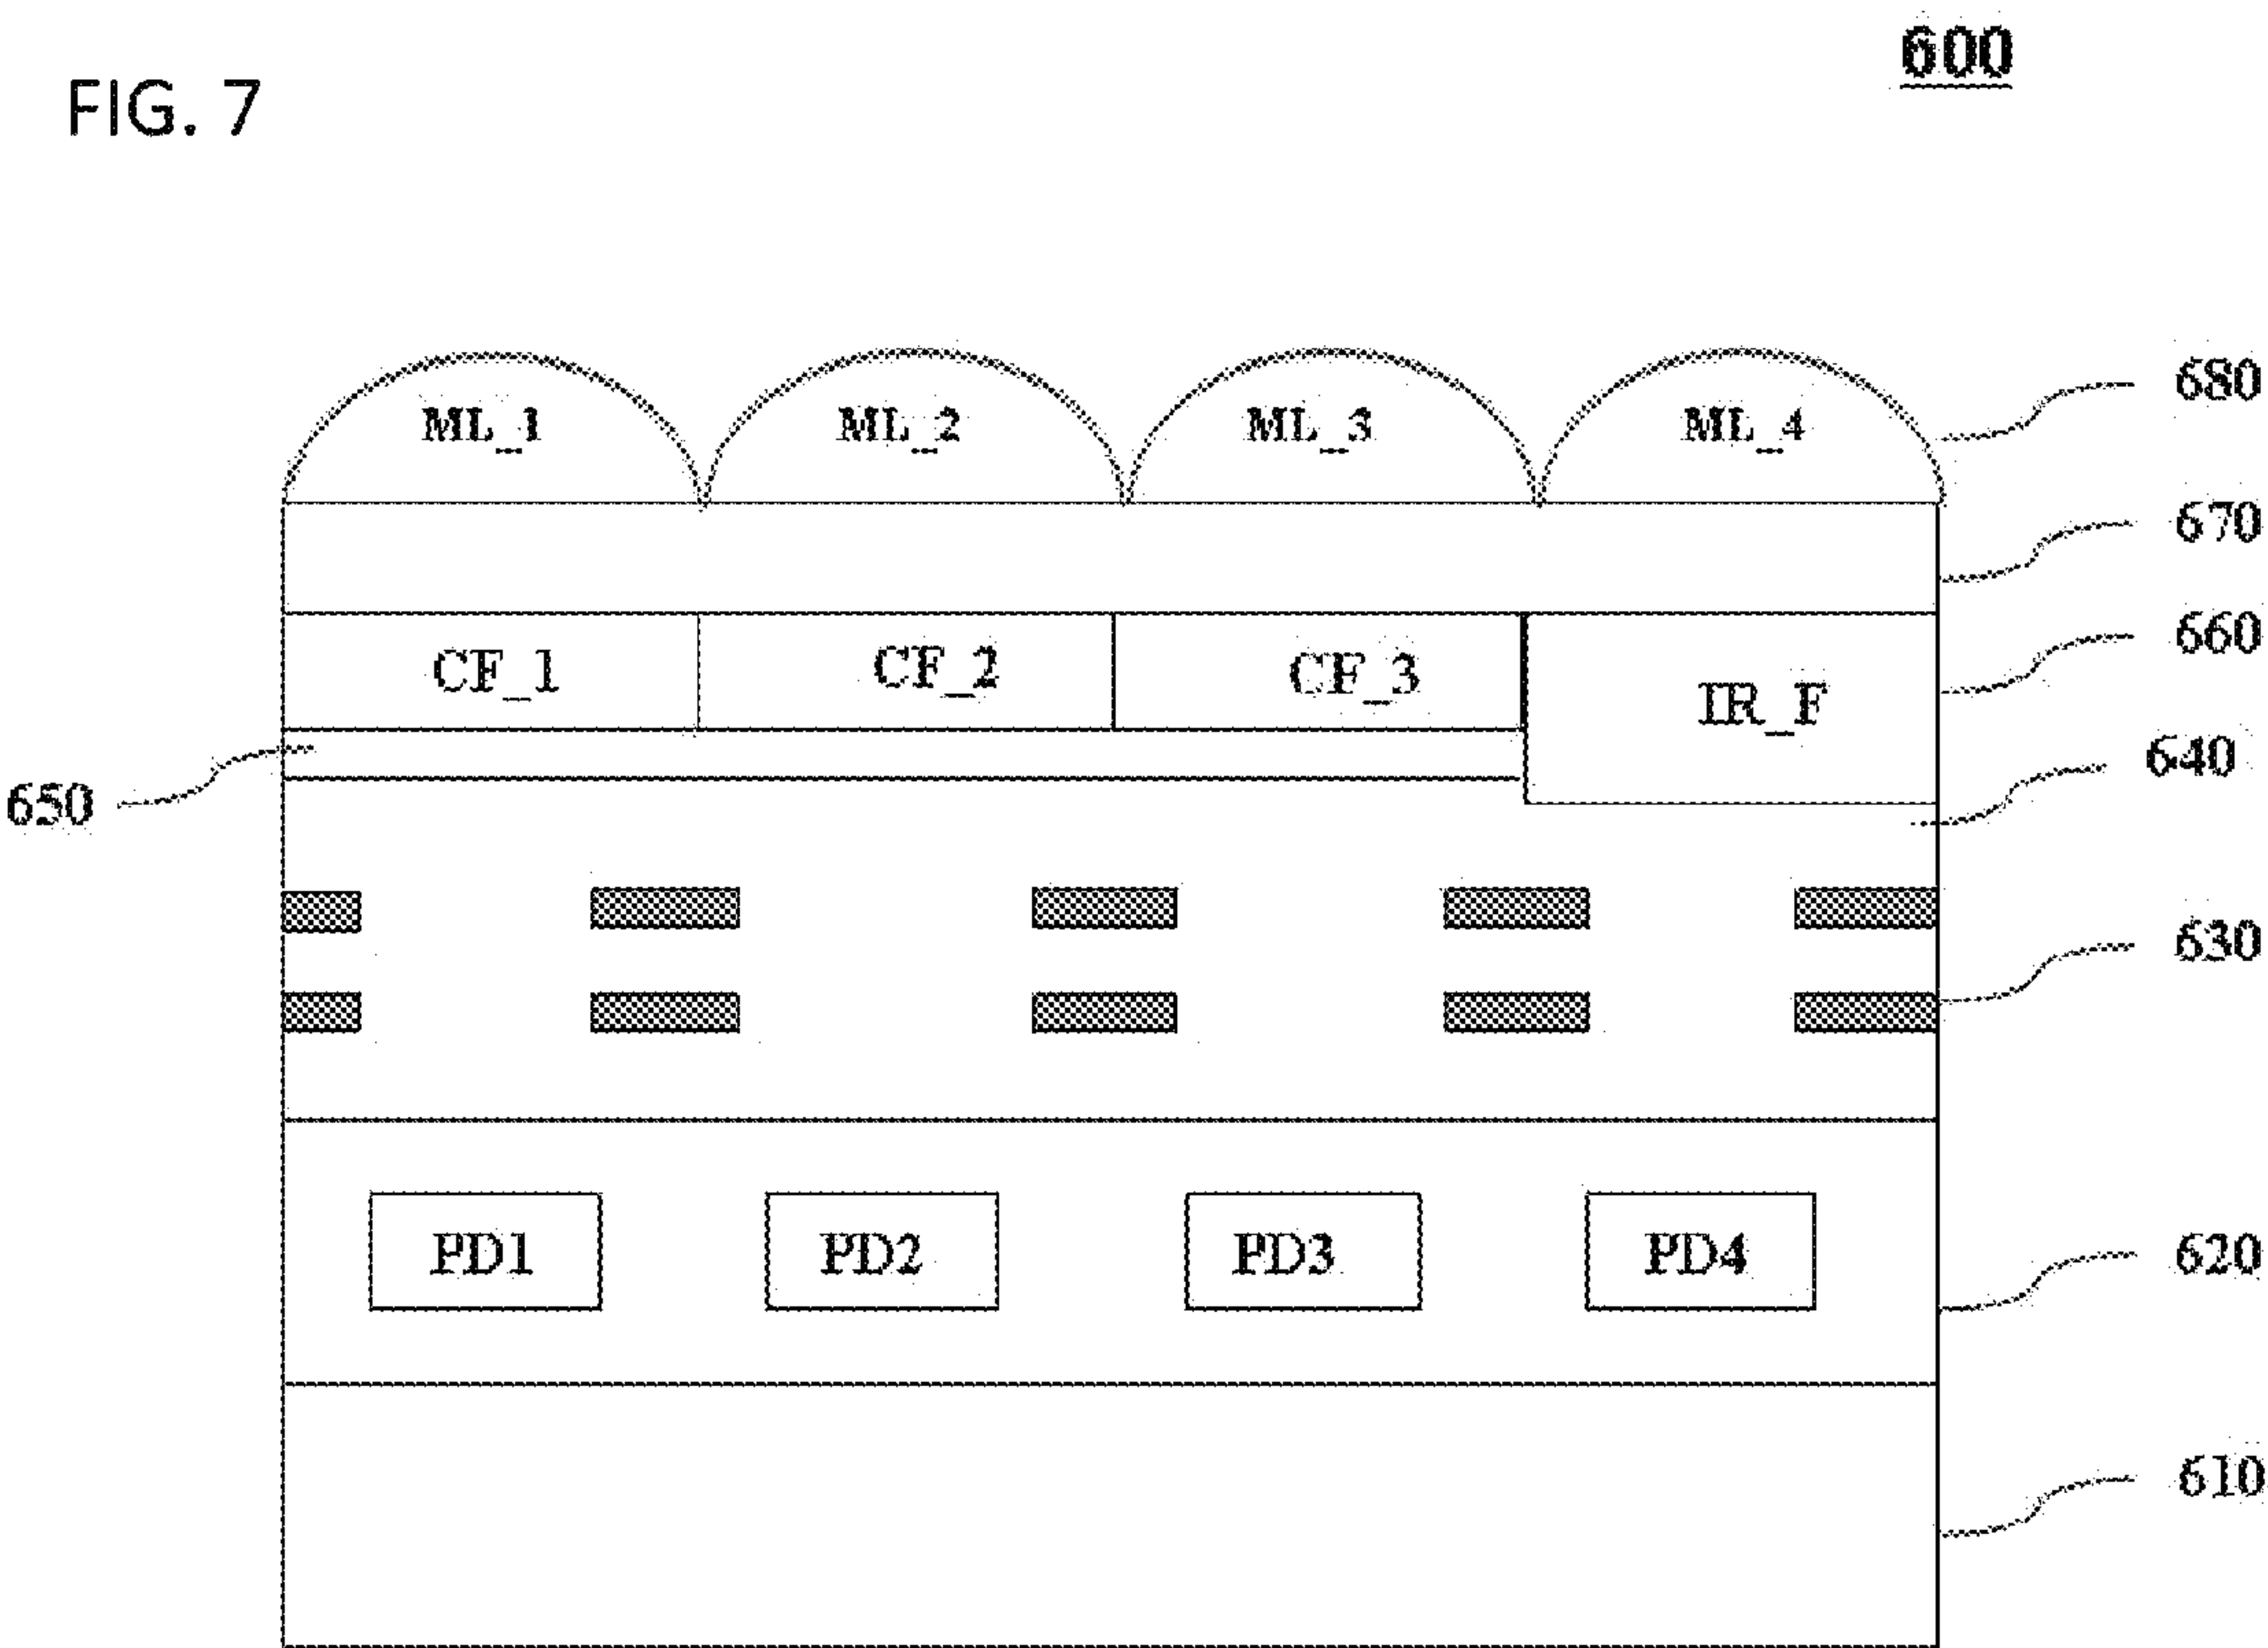 600
FIG. 7
ML_1 ML_2 ML_3 ML_4 680
670
CF_1 CF_2 CF_3 IR_F 660
650 640
630
PD1 PD2 PD3 PD4 620
610